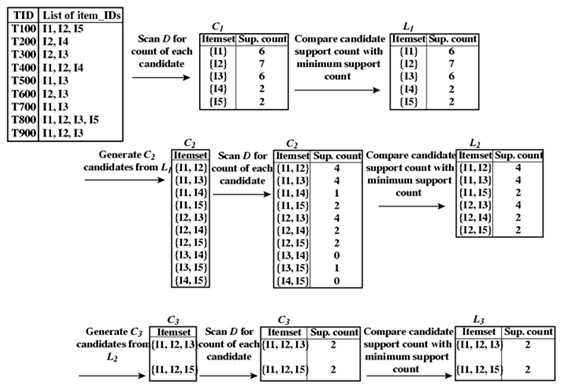 TID List of item_IDs
T100 I1, I2, I5
T200 I2, I4
T300 I2, I3
T400 I1, I2, I4
T500 I1, I3
T600 I2, I3
T700 I1, I3
T800 I1, I2, I3, I5
T900 I1, I2, I3
Scan D for
count of each
candidate
C1
Itemset Sup. count
{I1} 6
{I2} 7
{I3} 6
{I4} 2
{I5} 2
Compare candidate
support count with
minimum support
count
L1
Itemset Sup. count
{I1} 6
{I2} 7
{I3} 6
{I4} 2
{I5} 2
Generate C2
candidates from L1
C2
Itemset
{I1, I2}
{I1, I3}
{I1, I4}
{I1, I5}
{I2, I3}
{I2, I4}
{I2, I5}
{I3, I4}
{I3, I5}
{I4, I5}
Scan D for
count of each
candidate
C2
Itemset Sup. count
{I1, I2} 4
{I1, I3} 4
{I1, I4} 1
{I1, I5} 2
{I2, I3} 4
{I2, I4} 2
{I2, I5} 2
{I3, I4} 0
{I3, I5} 1
{I4, I5} 0
Compare candidate
support count with
minimum support
count
L2
Itemset Sup. count
{I1, I2} 4
{I1, I3} 4
{I1, I5} 2
{I2, I3} 4
{I2, I4} 2
{I2, I5} 2
Generate C3
candidates from
L2
C3
Itemset
{I1, I2, I3}
{I1, I2, I5}
Scan D for
count of each
candidate
C3
Itemset Sup. count
{I1, I2, I3} 2
{I1, I2, I5} 2
Compare candidate
support count with
minimum support
count
L3
Itemset Sup. count
{I1, I2, I3} 2
{I1, I2, I5} 2